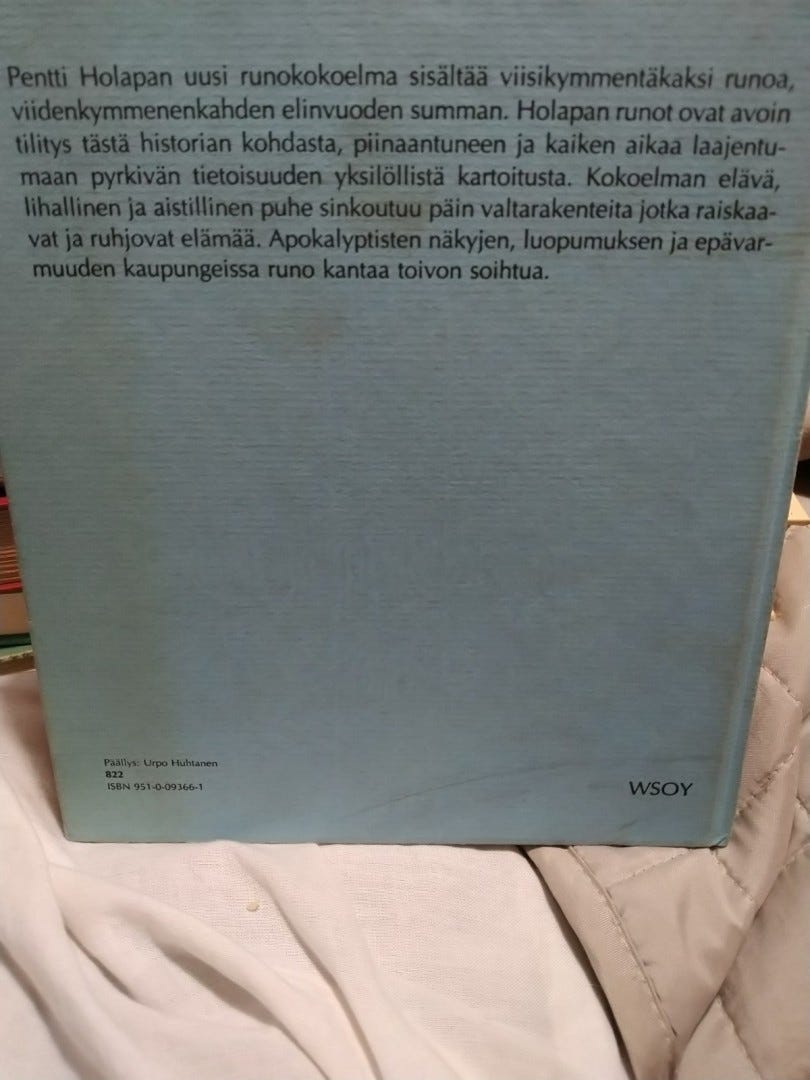 Pentti Holapan uusi runokokoelma sisältää viisikymmentäkaksi runoa,
viidenkymmenenkahden elinvuoden summan. Holapan runot ovat avoin
tilitys tästä historian kohdasta, piinaantuneen ja kaiken aikaa laajentu-
maan pyrkivän tietoisuuden yksilöllistä kartoitusta. Kokoelman elävä,
lihallinen ja aistillinen puhe sinkoutuu päin valtarakenteita jotka raiskaa-
vat ja ruhjovat elämää. Apokalyptisten näkyjen, luopumuksen ja epävar-
muuden kaupungeissa runo kantaa toivon soihtua.
Päällys: Urpo Huhtanen
822
ISBN 951-0-09366-1
WSOY